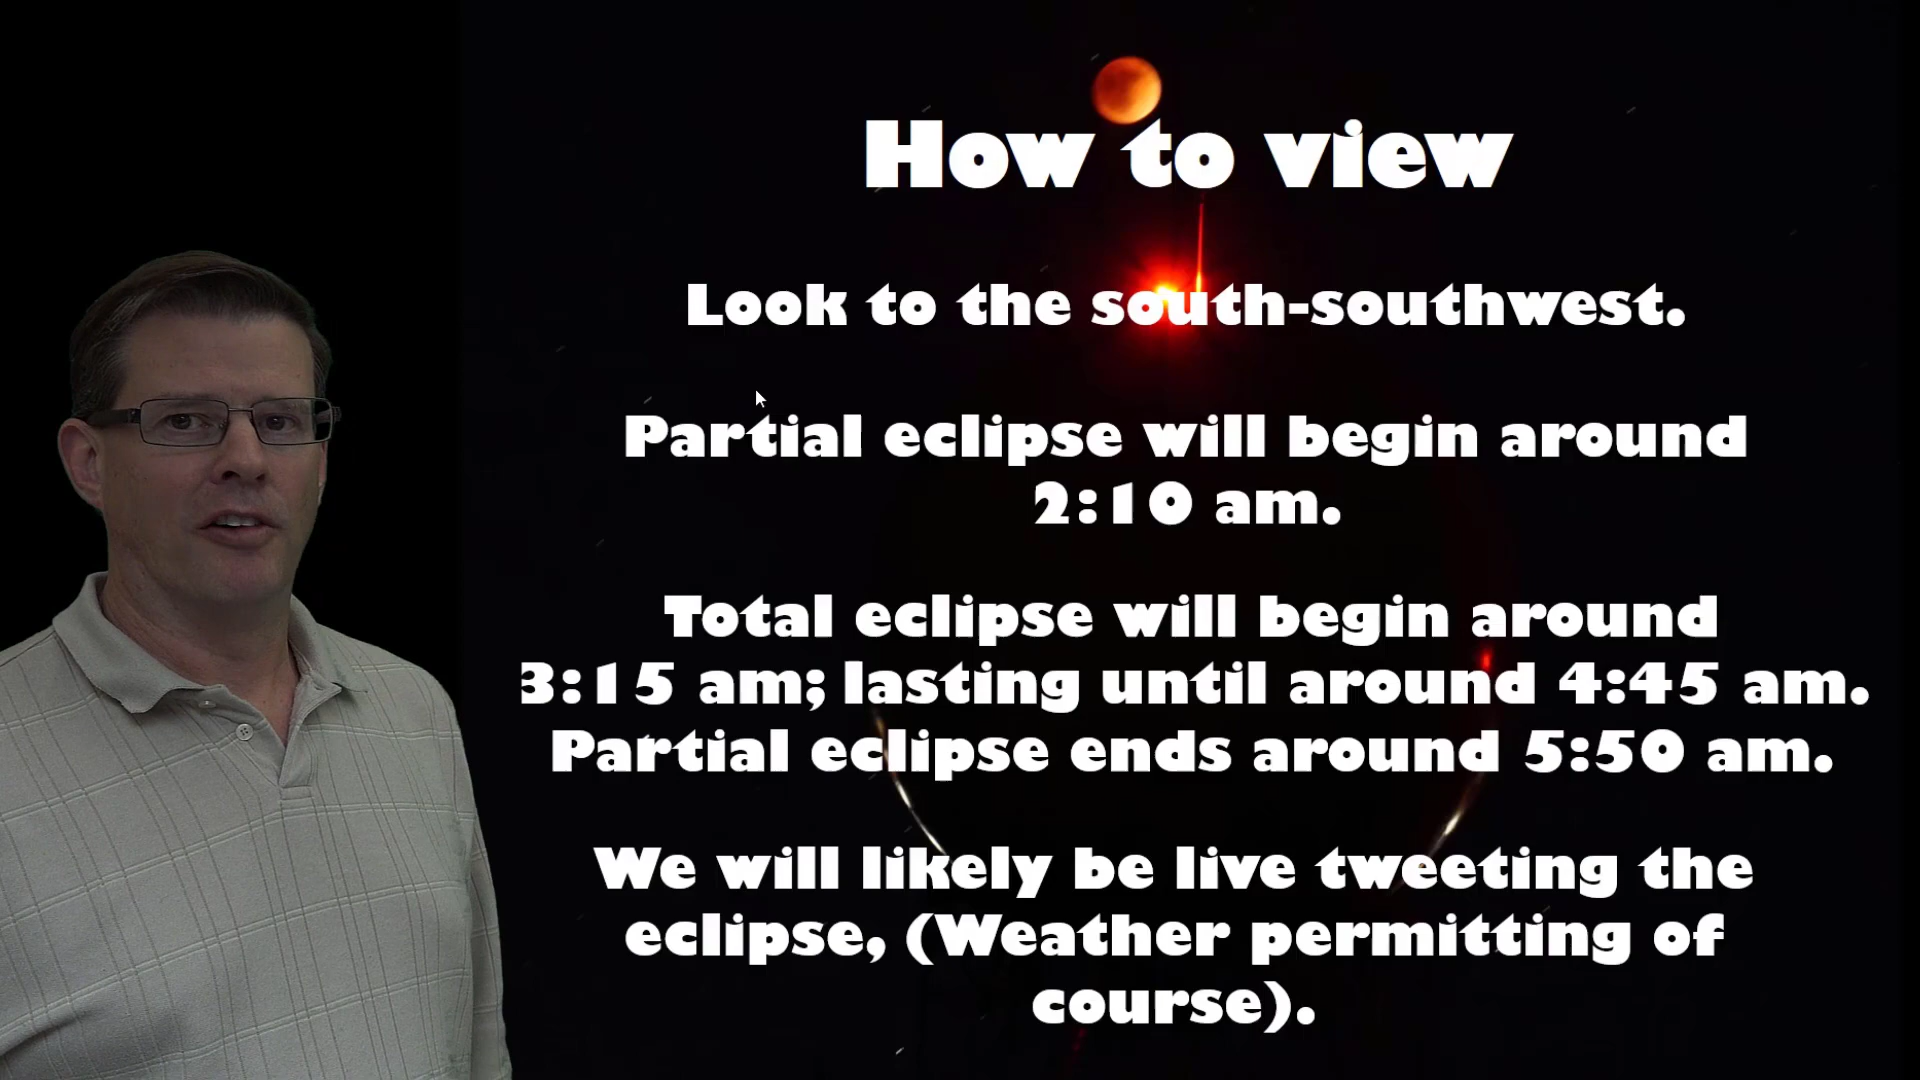 How to view
Look to the south-southwest.
Partial eclipse will begin around
2:10 am.
Total eclipse will begin around
3:15 am; lasting until around 4:45 am.
Partial eclipse ends around 5:50 am.
We will likely be live tweeting the
eclipse, (Weather permitting of
course).